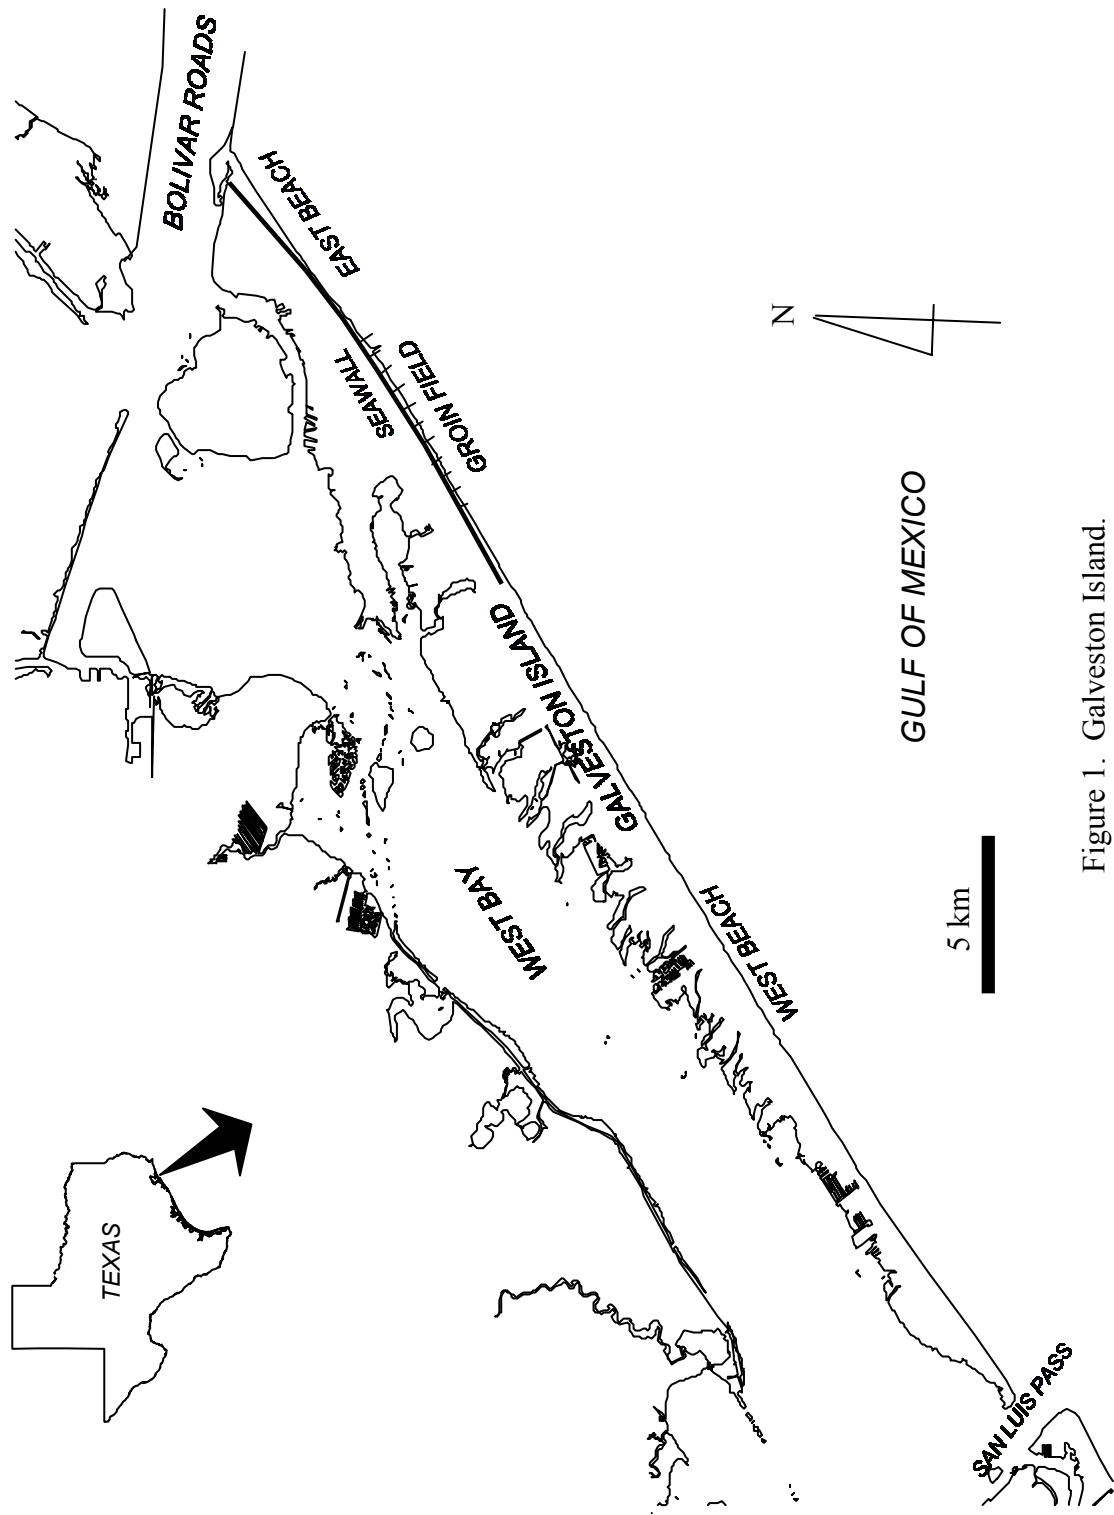 BOLIVAR ROADS
EAST BEACH
SEAWALL
GROIN FIELD
N
GALVESTON ISLAND
GULF OF MEXICO
WEST BAY
WEST BEACH
5 km
TEXAS
SAN LUIS PASS
Figure 1. Galveston Island.